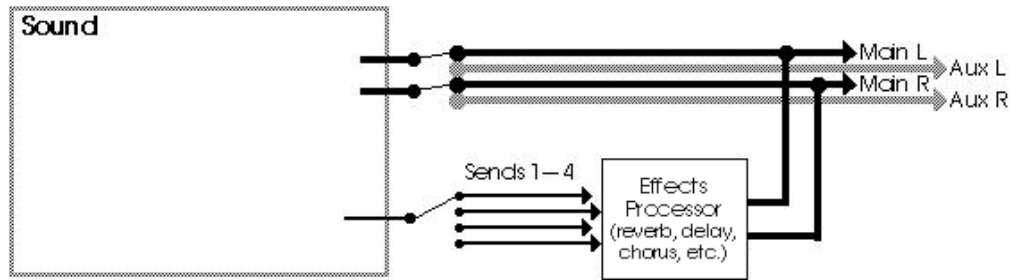 Sound
Main L
Aux L
Main R
Aux R
Sends 1—4
Effects
Processor
(reverb, delay,
chorus, etc.)